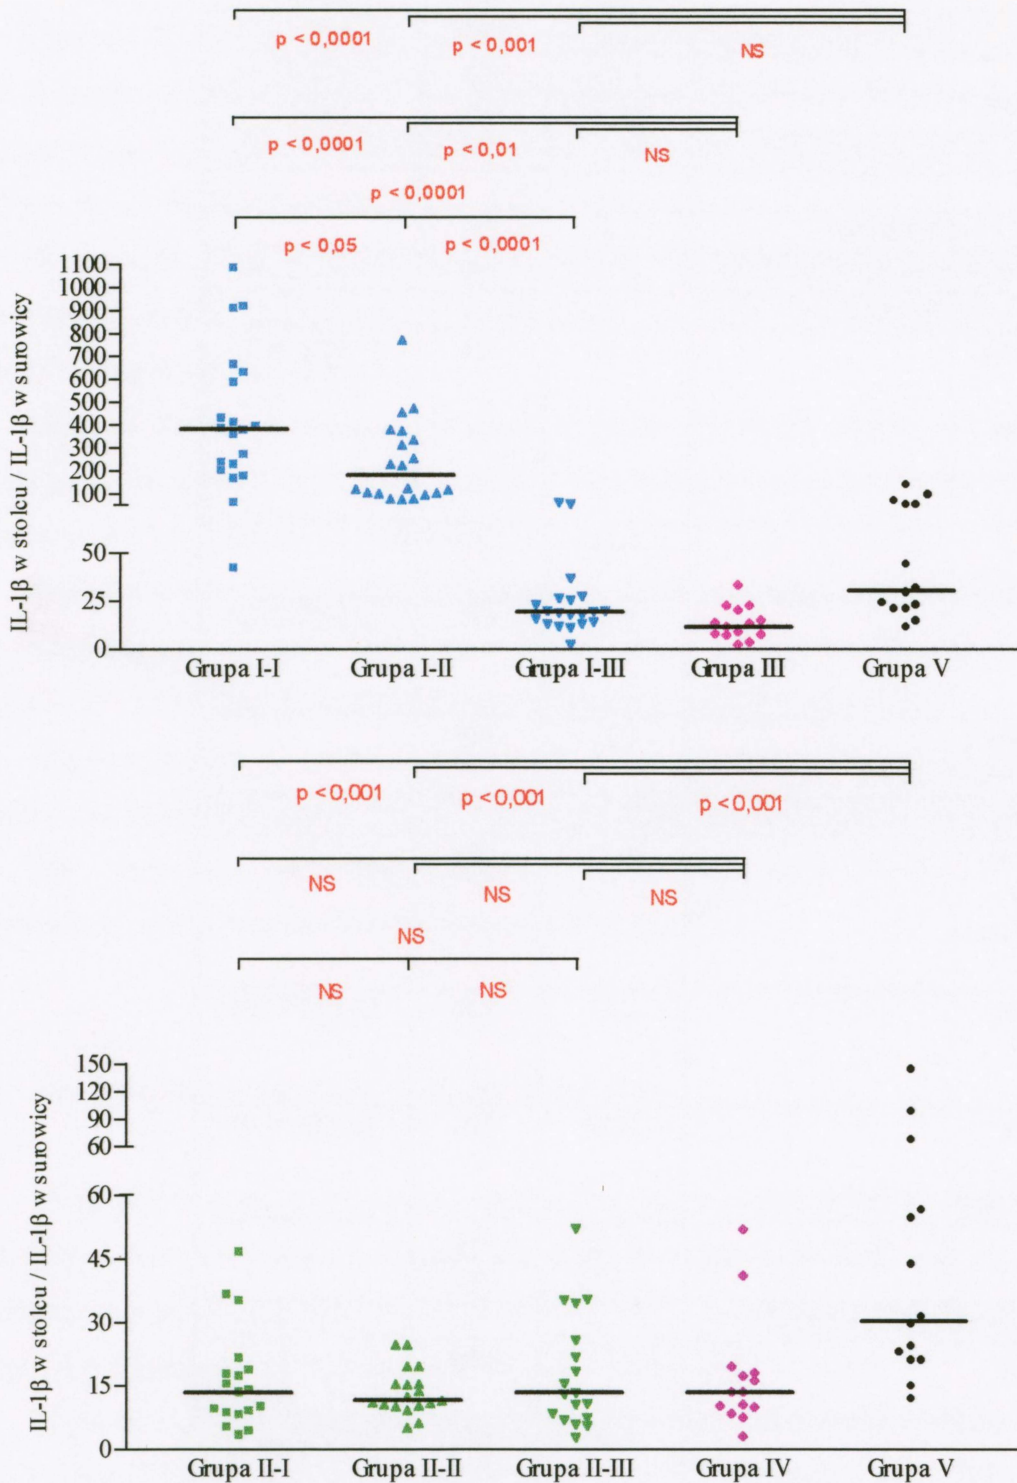 p < 0,0001 p < 0,001 NS
p < 0,0001 p < 0,01 NS
p < 0,0001
p < 0,05 p < 0,0001
IL-1β w stolcu / IL-1β w surowicy
1100
1000
900
800
700
600
500
400
300
200
100
50
25
0
Grupa I-I Grupa I-II Grupa I-III Grupa III Grupa V
p < 0,001 p < 0,001 p < 0,001
NS NS NS
NS
NS NS
IL-1β w stolcu / IL-1β w surowicy
150
120
90
60
60
45
30
15
0
Grupa II-I Grupa II-II Grupa II-III Grupa IV Grupa V